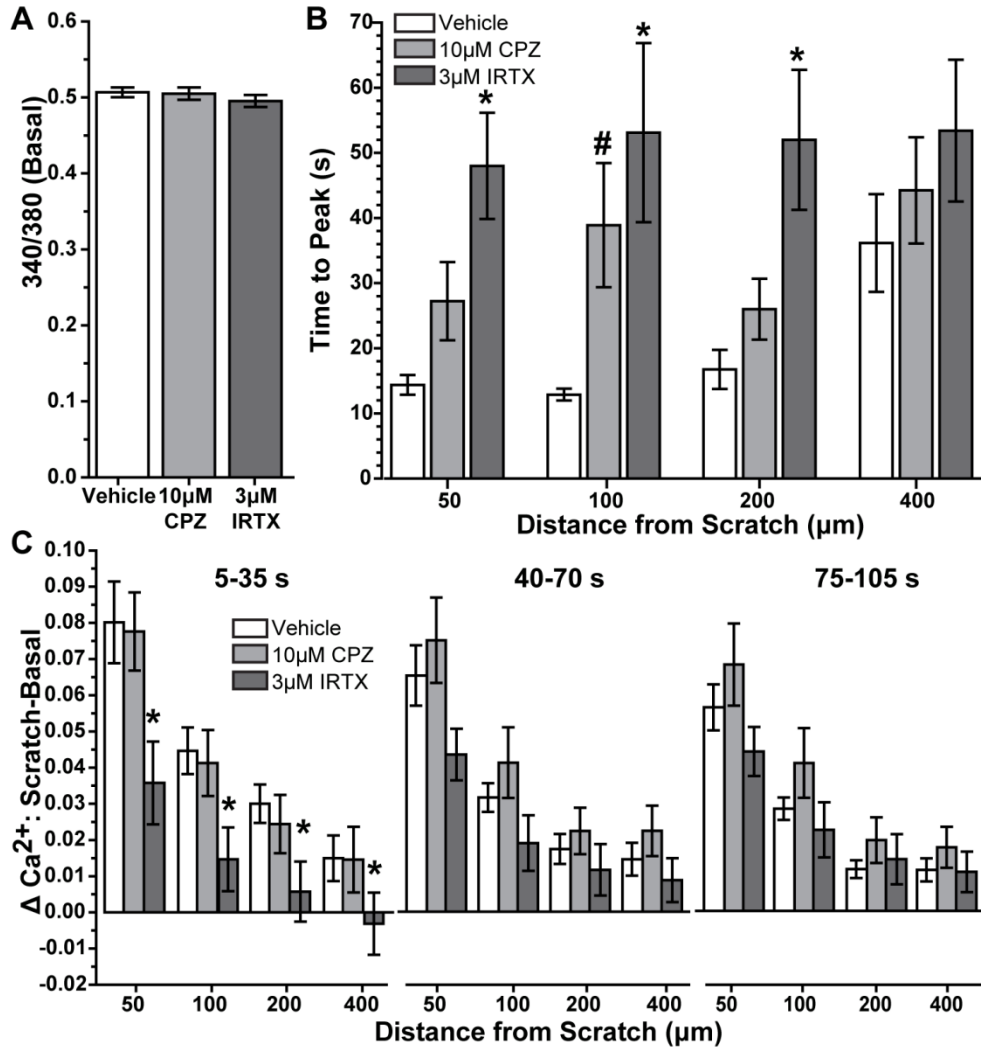 A
340/380 (Basal)
0.6
0.5
0.4
0.3
0.2
0.1
0.0
Vehicle 10µM 3µM
CPZ IRTX
B
Time to Peak (s)
70
60
50
40
30
20
10
0
Vehicle
10µM CPZ
3µM IRTX
*
#
*
*
50 100 200 400
Distance from Scratch (µm)
C
Δ Ca2+: Scratch-Basal
0.10
0.09
0.08
0.07
0.06
0.05
0.04
0.03
0.02
0.01
0.00
-0.01
-0.02
5-35 s 40-70 s 75-105 s
Vehicle
10µM CPZ
3µM IRTX
*
*
*
*
50 100 200 400 50 100 200 400 50 100 200 400
Distance from Scratch (µm)